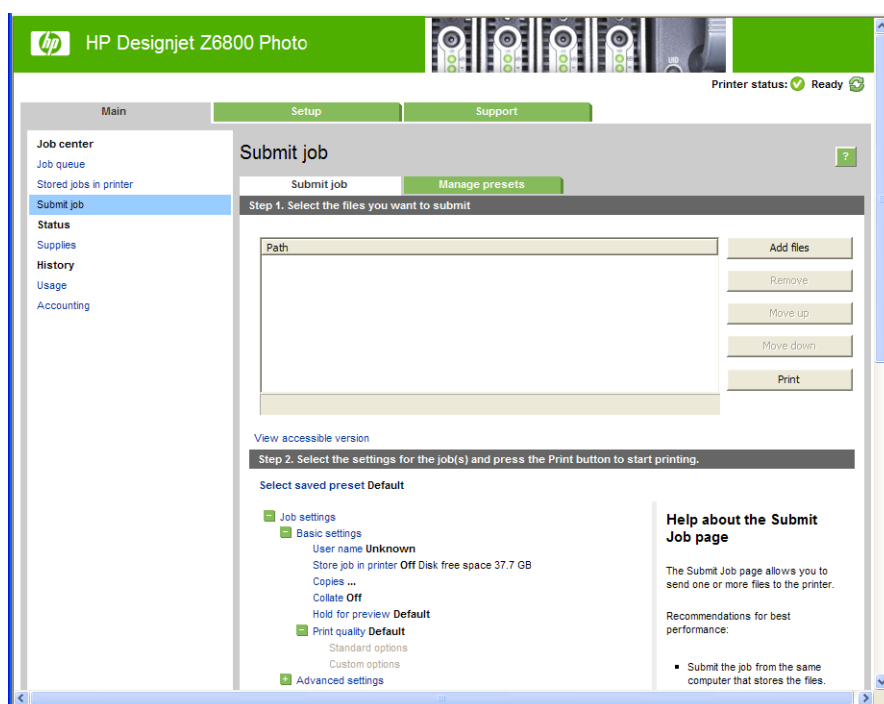 hp HP Designjet Z6800 Photo
UID
Printer status: Ready
Main Setup Support
Job center
Job queue
Stored jobs in printer
Submit job
Status
Supplies
History
Usage
Accounting
Submit job
?
Submit job Manage presets
Step 1. Select the files you want to submit
Path
Add files
Remove
Move up
Move down
Print
View accessible version
Step 2. Select the settings for the job(s) and press the Print button to start printing.
Select saved preset Default
Job settings
Basic settings
User name Unknown
Store job in printer Off Disk free space 37.7 GB
Copies ...
Collate Off
Hold for preview Default
Print quality Default
Standard options
Custom options
Advanced settings
Help about the Submit
Job page
The Submit Job page allows you to
send one or more files to the printer.
Recommendations for best
performance:
Submit the job from the same
computer that stores the files.